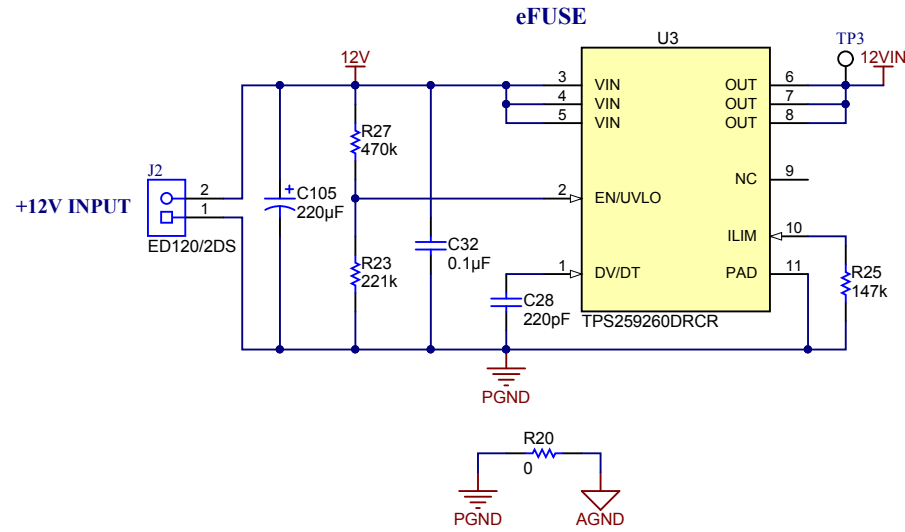 eFUSE
U3
TP3
12V
12VIN
3 VIN OUT 6
4 VIN OUT 7
5 VIN OUT 8
R27
470k
J2
2
1
ED120/2DS
+12V INPUT
C105
+
220µF
NC 9
2 EN/UVLO
ILIM 10
C32
0.1µF
R23
221k
1 DV/DT PAD 11
R25
147k
C28
220pF
TPS259260DRCR
PGND
R20
0
PGND
AGND